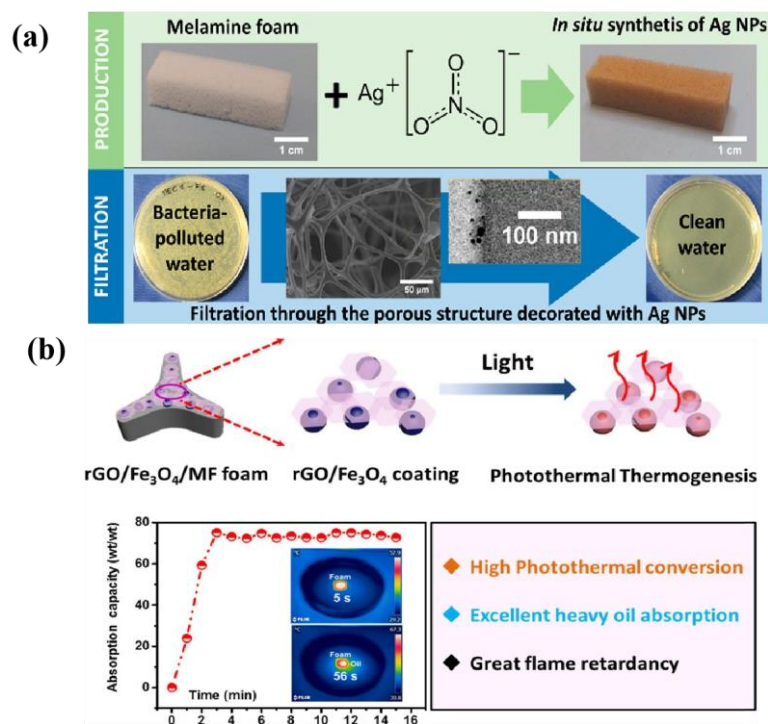 (a)
PRODUCTION
Melamine foam
In situ synthetis of Ag NPs
+ Ag⁺ [O N O O]⁻
1 cm
1 cm
FILTRATION
Bacteria-
polluted
water
50 µm
100 nm
Clean
water
Filtration through the porous structure decorated with Ag NPs
(b)
Light
rGO/Fe₃O₄/MF foam
rGO/Fe₃O₄ coating
Photothermal Thermogenesis
Absorption capacity (wt/wt)
80
60
40
20
0
Foam
5 s
Foam
Oil
56 s
Time (min)
0 2 4 6 8 10 12 14 16
High Photothermal conversion
Excellent heavy oil absorption
Great flame retardancy